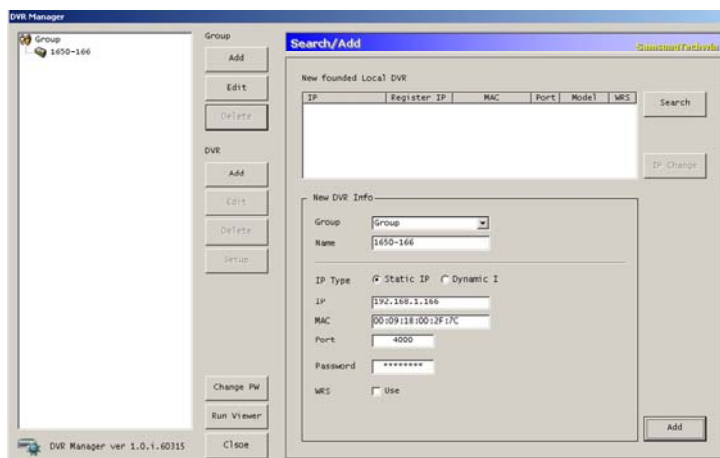 DVR Manager
Group
1650-166
Group
Add
Edit
Delete
DVR
Add
Edit
Delete
Setup
Change PW
Run Viewer
Clsoe
DVR Manager ver 1.0.i.60315
Search/Add
SamsungTechwin
New founded Local DVR
IP Register IP MAC Port Model WRS
Search
IP Change
New DVR Info
Group Group
Name 1650-166
IP Type Static IP Dynamic I
IP 192.168.1.166
MAC 00:09:18:00:2F:7C
Port 4000
Password ********
WRS Use
Add